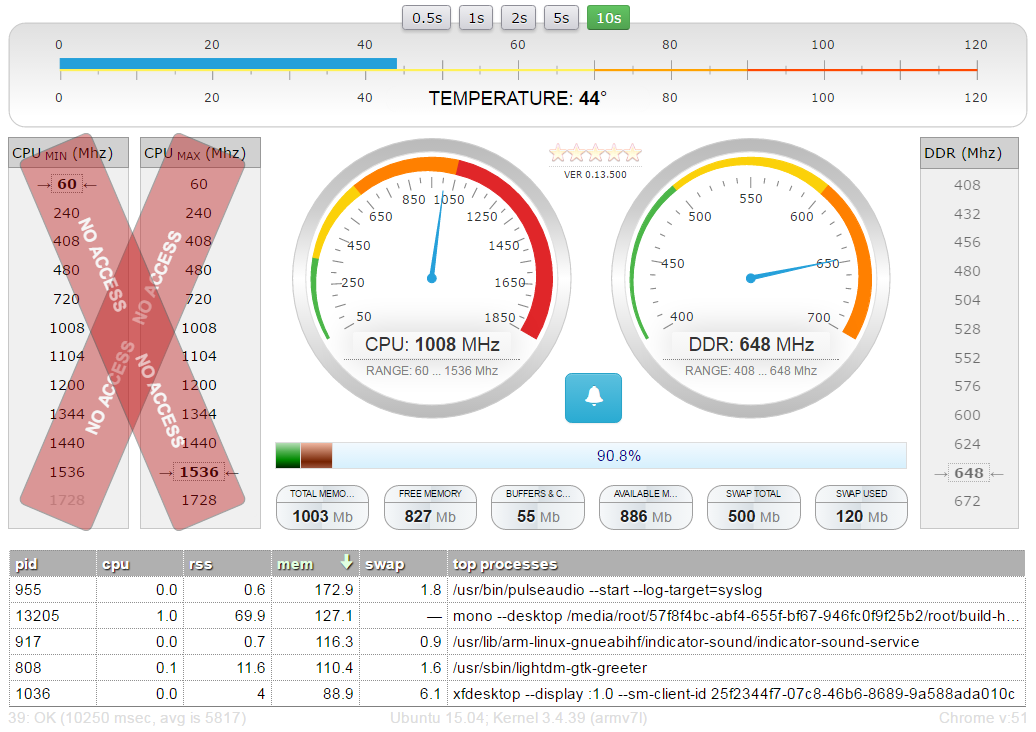 0.5s 1s 2s 5s 10s
0 20 40 60 80 100 120
0 20 40 TEMPERATURE: 44° 80 100 120
CPU MIN (Mhz)
→ 60 ←
240
408
480
720
1008
1104
1200
1344
1440
1536
1728
NO ACCESS
NO ACCESS
CPU MAX (Mhz)
60
240
408
480
720
1008
1104
1200
1344
1440
→ 1536 ←
1728
NO ACCESS
NO ACCESS
50 250 450 650 850 1050 1250 1450 1650 1850
CPU: 1008 MHz
RANGE: 60 ... 1536 Mhz
VER 0.13.500
400 450 500 550 600 650 700
DDR: 648 MHz
RANGE: 408 ... 648 Mhz
DDR (Mhz)
408
432
456
480
504
528
552
576
600
624
→ 648 ←
672
90.8%
TOTAL MEMO... FREE MEMORY BUFFERS & C... AVAILABLE M... SWAP TOTAL SWAP USED
1003 Mb 827 Mb 55 Mb 886 Mb 500 Mb 120 Mb
pid cpu rss mem swap top processes
955 0.0 0.6 172.9 1.8 /usr/bin/pulseaudio --start --log-target=syslog
13205 1.0 69.9 127.1 — mono --desktop /media/root/57f8f4bc-abf4-655f-bf67-946fc0f9f25b2/root/build-h...
917 0.0 0.7 116.3 0.9 /usr/lib/arm-linux-gnueabihf/indicator-sound/indicator-sound-service
808 0.1 11.6 110.4 1.6 /usr/sbin/lightdm-gtk-greeter
1036 0.0 4 88.9 6.1 xfdesktop --display :1.0 --sm-client-id 25f2344f7-07c8-46b6-8689-9a588ada010c
39: OK (10250 msec, avg is 5817) Ubuntu 15.04; Kernel 3.4.39 (armv7l) Chrome v:51